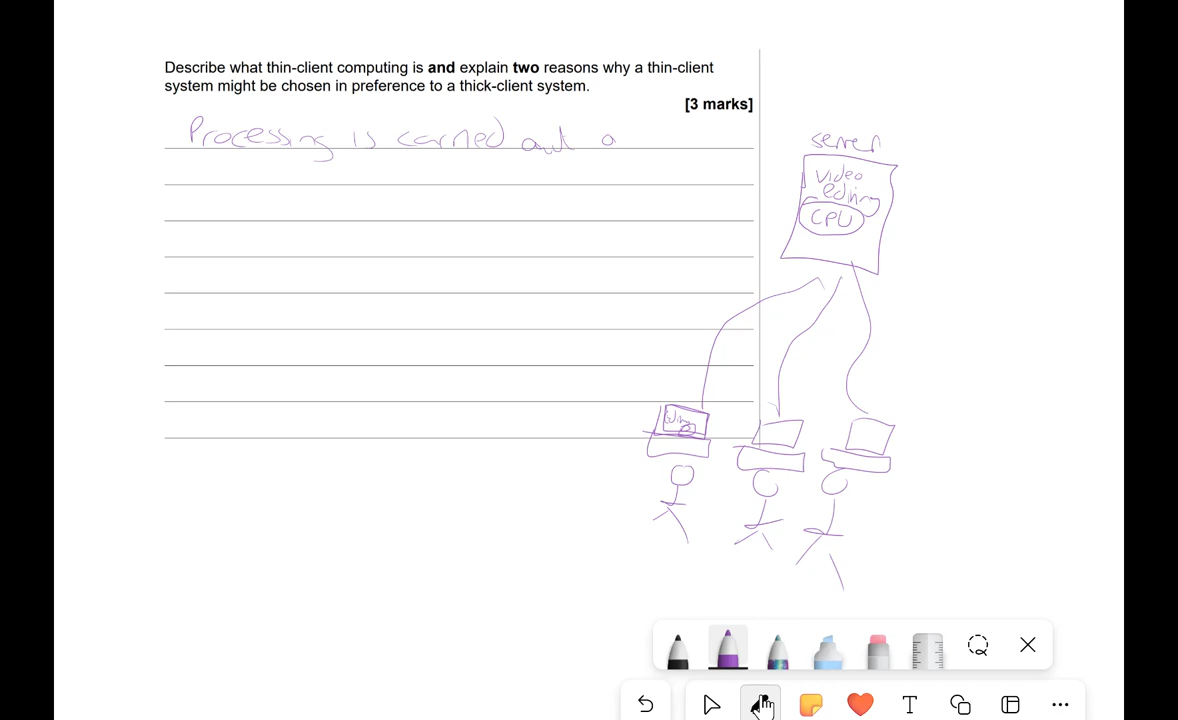 Describe what thin-client computing is and explain two reasons why a thin-client
system might be chosen in preference to a thick-client system.
[3 marks]
Processing is carried out a
server
video
editing
CPU